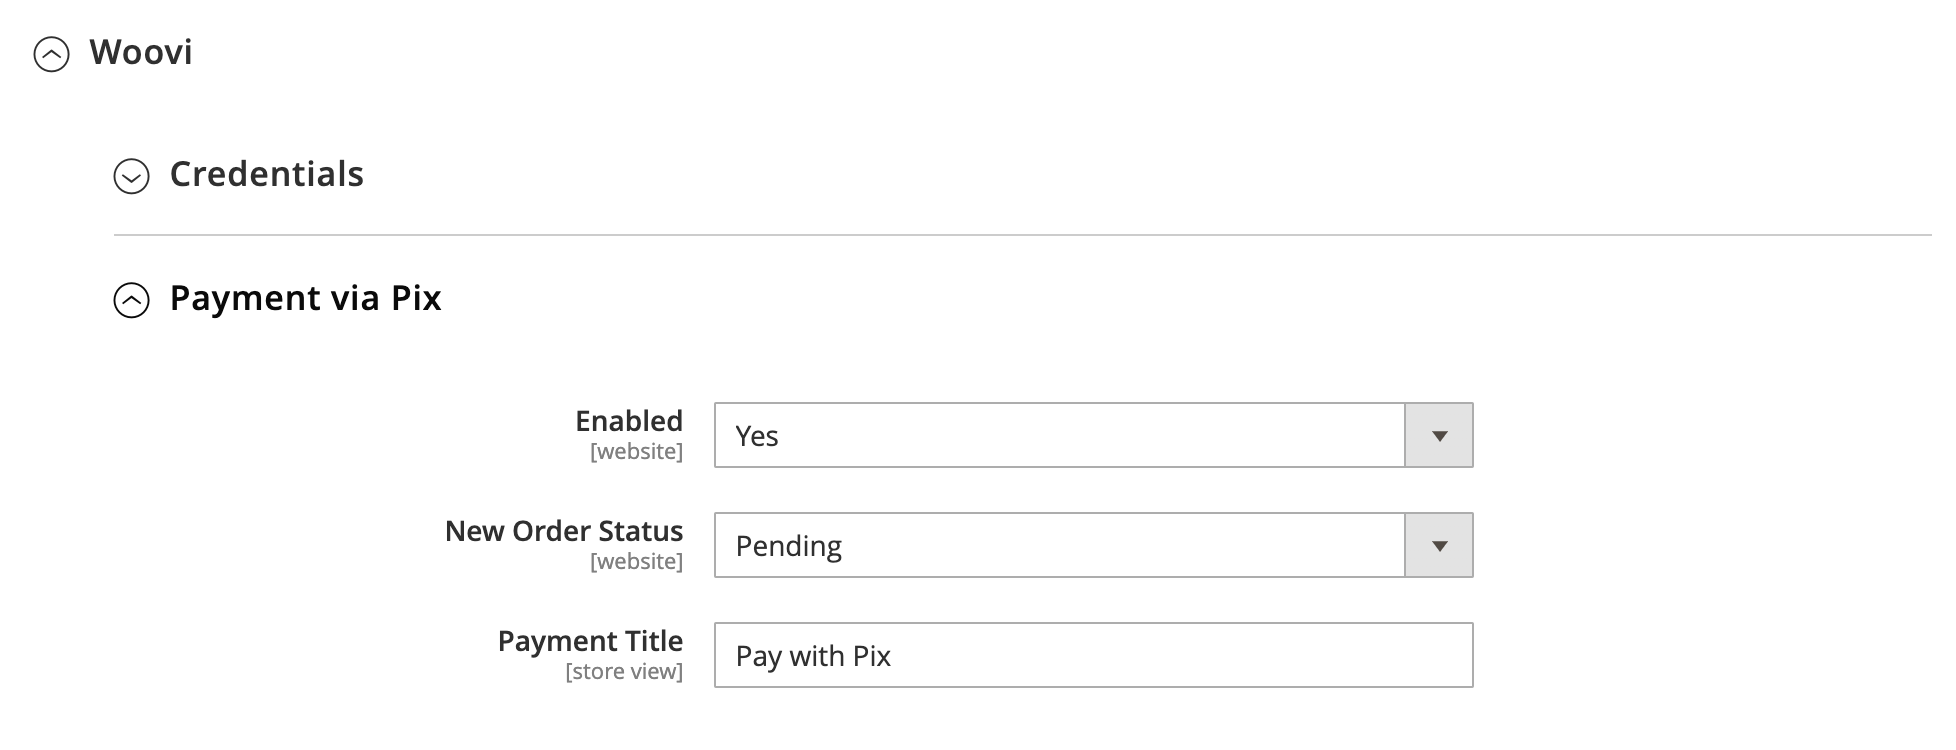 Woovi
Credentials
Payment via Pix
Enabled
[website]
Yes
New Order Status
[website]
Pending
Payment Title
[store view]
Pay with Pix